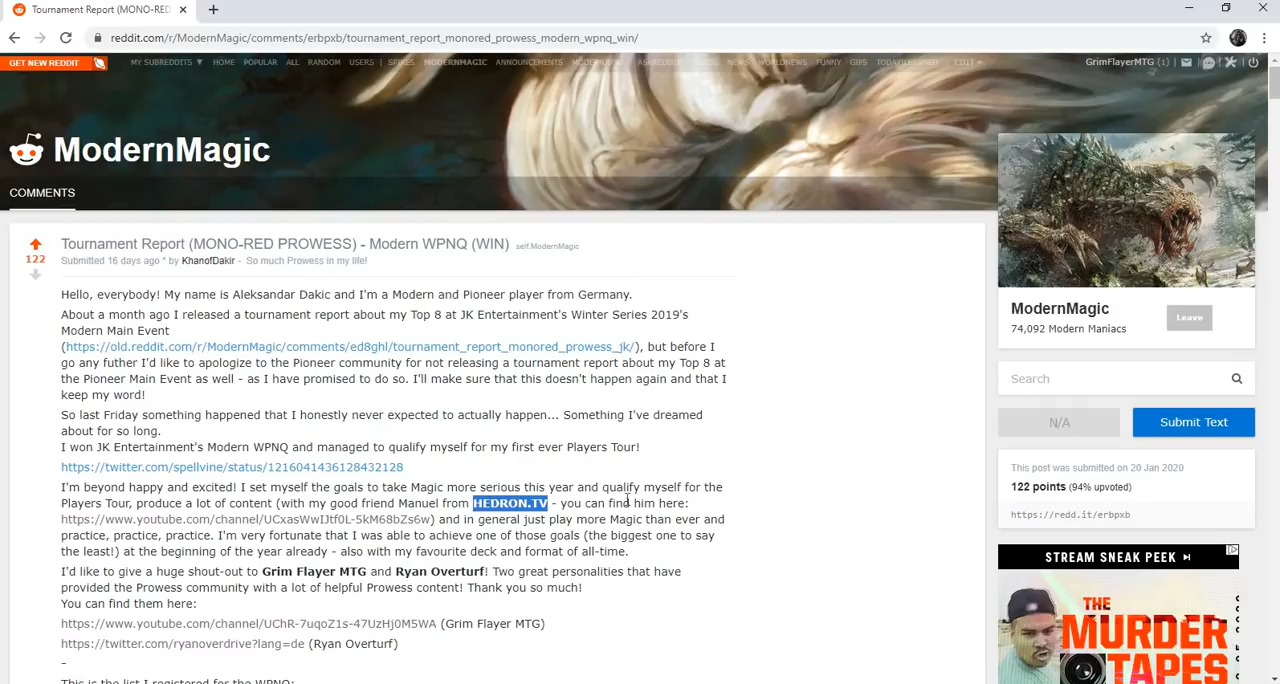 Tournament Report (MONO-RED
reddit.com/r/ModernMagic/comments/erbpxb/tournament_report_monored_prowess_modern_wpnq_win/
GET NEW REDDIT
MY SUBREDDITS ▼ HOME POPULAR ALL RANDOM USERS | SPIKES MODERNMAGIC ANNOUNCEMENTS NEWS WORLDNEWS FUNNY GIFS TODAYILEARNED EDIT
GrimFlayerMTG (1)
ModernMagic
COMMENTS
Tournament Report (MONO-RED PROWESS) - Modern WPNQ (WIN) self.ModernMagic
122
Submitted 16 days ago * by KhanofDakir - So much Prowess in my life!
Hello, everybody! My name is Aleksandar Dakic and I'm a Modern and Pioneer player from Germany.
About a month ago I released a tournament report about my Top 8 at JK Entertainment's Winter Series 2019's
Modern Main Event
(https://old.reddit.com/r/ModernMagic/comments/ed8ghl/tournament_report_monored_prowess_jk/), but before I
go any futher I'd like to apologize to the Pioneer community for not releasing a tournament report about my Top 8 at
the Pioneer Main Event as well - as I have promised to do so. I'll make sure that this doesn't happen again and that I
keep my word!
So last Friday something happened that I honestly never expected to actually happen... Something I've dreamed
about for so long.
I won JK Entertainment's Modern WPNQ and managed to qualify myself for my first ever Players Tour!
https://twitter.com/spellvine/status/1216041436128432128
I'm beyond happy and excited! I set myself the goals to take Magic more serious this year and qualify myself for the
Players Tour, produce a lot of content (with my good friend Manuel from HEDRON.TV - you can find him here:
https://www.youtube.com/channel/UCxasWwIJtf0L-5kM68bZs6w) and in general just play more Magic than ever and
practice, practice, practice. I'm very fortunate that I was able to achieve one of those goals (the biggest one to say
the least!) at the beginning of the year already - also with my favourite deck and format of all-time.
I'd like to give a huge shout-out to Grim Flayer MTG and Ryan Overturf! Two great personalities that have
provided the Prowess community with a lot of helpful Prowess content! Thank you so much!
You can find them here:
https://www.youtube.com/channel/UChR-7uqoZ1s-47UzHj0M5WA (Grim Flayer MTG)
https://twitter.com/ryanoverdrive?lang=de (Ryan Overturf)
-
This is the list I registered for the WPNQ:
ModernMagic
74,092 Modern Maniacs
Leave
Search
N/A
Submit Text
This post was submitted on 20 Jan 2020
122 points (94% upvoted)
https://redd.it/erbpxb
STREAM SNEAK PEEK
THE
MURDER
TAPES